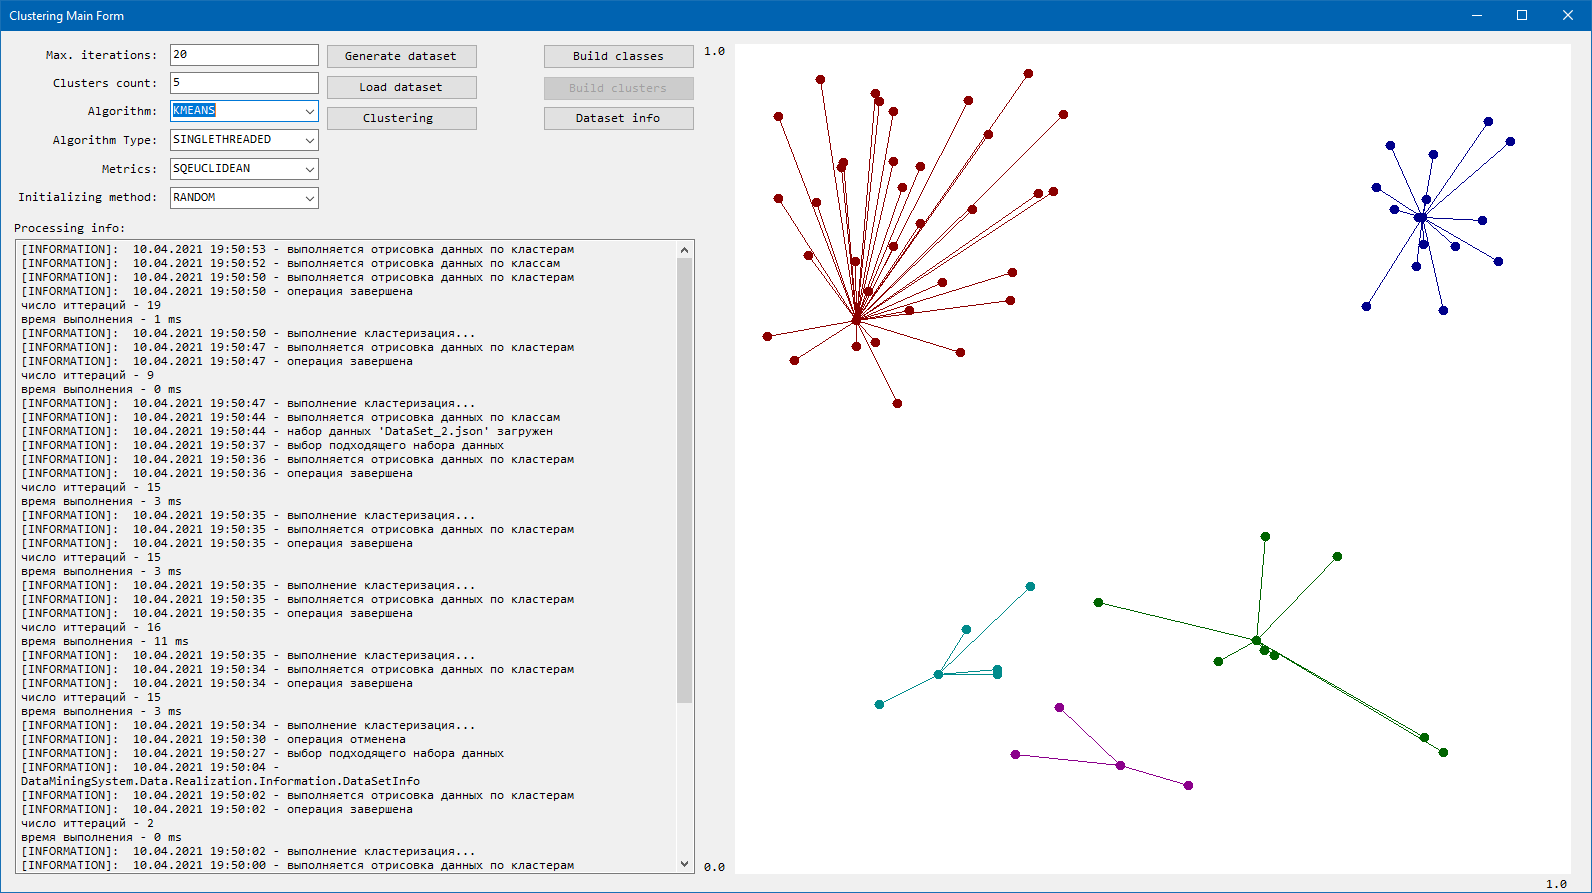 Clustering Main Form
Max. iterations: 20 Generate dataset Build classes
Clusters count: 5 Load dataset Build clusters
Algorithm: KMEANS Clustering Dataset info
Algorithm Type: SINGLETHREADED
Metrics: SQEUCLIDEAN
Initializing method: RANDOM
Processing info:
[INFORMATION]: 10.04.2021 19:50:53 - выполняется отрисовка данных по кластерам
[INFORMATION]: 10.04.2021 19:50:52 - выполняется отрисовка данных по классам
[INFORMATION]: 10.04.2021 19:50:50 - выполняется отрисовка данных по кластерам
[INFORMATION]: 10.04.2021 19:50:50 - операция завершена
число иттераций - 19
время выполнения - 1 ms
[INFORMATION]: 10.04.2021 19:50:50 - выполнение кластеризация...
[INFORMATION]: 10.04.2021 19:50:47 - выполняется отрисовка данных по кластерам
[INFORMATION]: 10.04.2021 19:50:47 - операция завершена
число иттераций - 9
время выполнения - 0 ms
[INFORMATION]: 10.04.2021 19:50:47 - выполнение кластеризация...
[INFORMATION]: 10.04.2021 19:50:44 - выполняется отрисовка данных по классам
[INFORMATION]: 10.04.2021 19:50:44 - набор данных 'DataSet_2.json' загружен
[INFORMATION]: 10.04.2021 19:50:37 - выбор подходящего набора данных
[INFORMATION]: 10.04.2021 19:50:36 - выполняется отрисовка данных по кластерам
[INFORMATION]: 10.04.2021 19:50:36 - операция завершена
число иттераций - 15
время выполнения - 3 ms
[INFORMATION]: 10.04.2021 19:50:35 - выполнение кластеризация...
[INFORMATION]: 10.04.2021 19:50:35 - выполняется отрисовка данных по кластерам
[INFORMATION]: 10.04.2021 19:50:35 - операция завершена
число иттераций - 15
время выполнения - 3 ms
[INFORMATION]: 10.04.2021 19:50:35 - выполнение кластеризация...
[INFORMATION]: 10.04.2021 19:50:35 - выполняется отрисовка данных по кластерам
[INFORMATION]: 10.04.2021 19:50:35 - операция завершена
число иттераций - 16
время выполнения - 11 ms
[INFORMATION]: 10.04.2021 19:50:35 - выполнение кластеризация...
[INFORMATION]: 10.04.2021 19:50:34 - выполняется отрисовка данных по кластерам
[INFORMATION]: 10.04.2021 19:50:34 - операция завершена
число иттераций - 15
время выполнения - 3 ms
[INFORMATION]: 10.04.2021 19:50:34 - выполнение кластеризация...
[INFORMATION]: 10.04.2021 19:50:30 - операция отменена
[INFORMATION]: 10.04.2021 19:50:27 - выбор подходящего набора данных
[INFORMATION]: 10.04.2021 19:50:04 -
DataMiningSystem.Data.Realization.Information.DataSetInfo
[INFORMATION]: 10.04.2021 19:50:02 - выполняется отрисовка данных по кластерам
[INFORMATION]: 10.04.2021 19:50:02 - операция завершена
число иттераций - 2
время выполнения - 0 ms
[INFORMATION]: 10.04.2021 19:50:02 - выполнение кластеризация...
[INFORMATION]: 10.04.2021 19:50:00 - выполняется отрисовка данных по кластерам
1.0
0.0
1.0